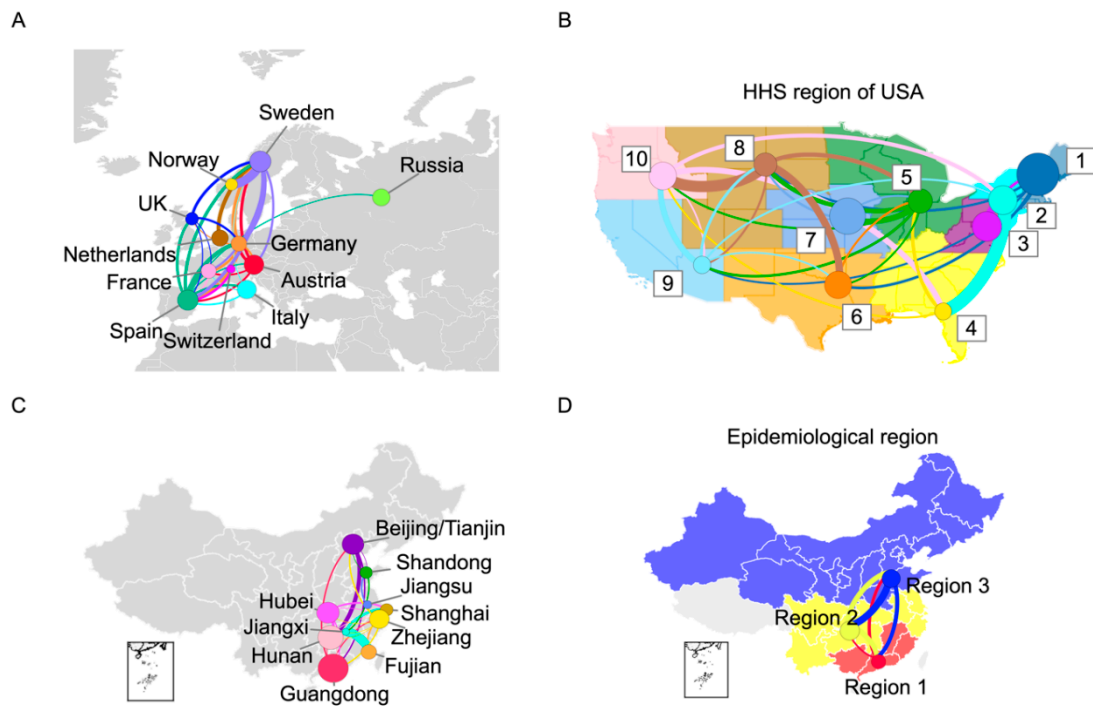 A
Sweden
Norway
Russia
UK
Netherlands
Germany
France
Austria
Spain
Italy
Switzerland
B
HHS region of USA
10
8
1
5
2
7
3
9
6
4
C
Beijing/Tianjin
Shandong
Jiangsu
Hubei
Shanghai
Jiangxi
Zhejiang
Hunan
Fujian
Guangdong
D
Epidemiological region
Region 3
Region 2
Region 1